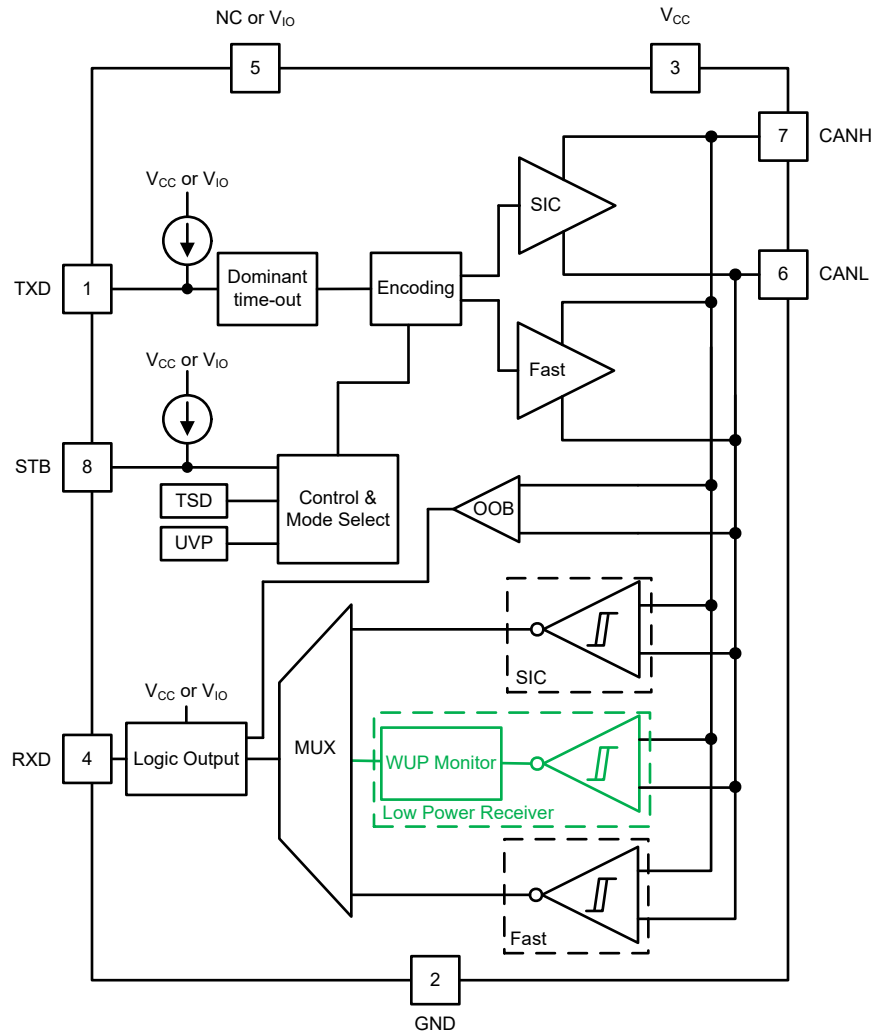 NC or VIO
VCC
5
3
7
CANH
VCC or VIO
SIC
TXD
1
Dominant
time-out
Encoding
6
CANL
VCC or VIO
Fast
STB
8
TSD
Control &
Mode Select
OOB
UVP
SIC
VCC or VIO
RXD
4
Logic Output
MUX
WUP Monitor
Low Power Receiver
Fast
2
GND